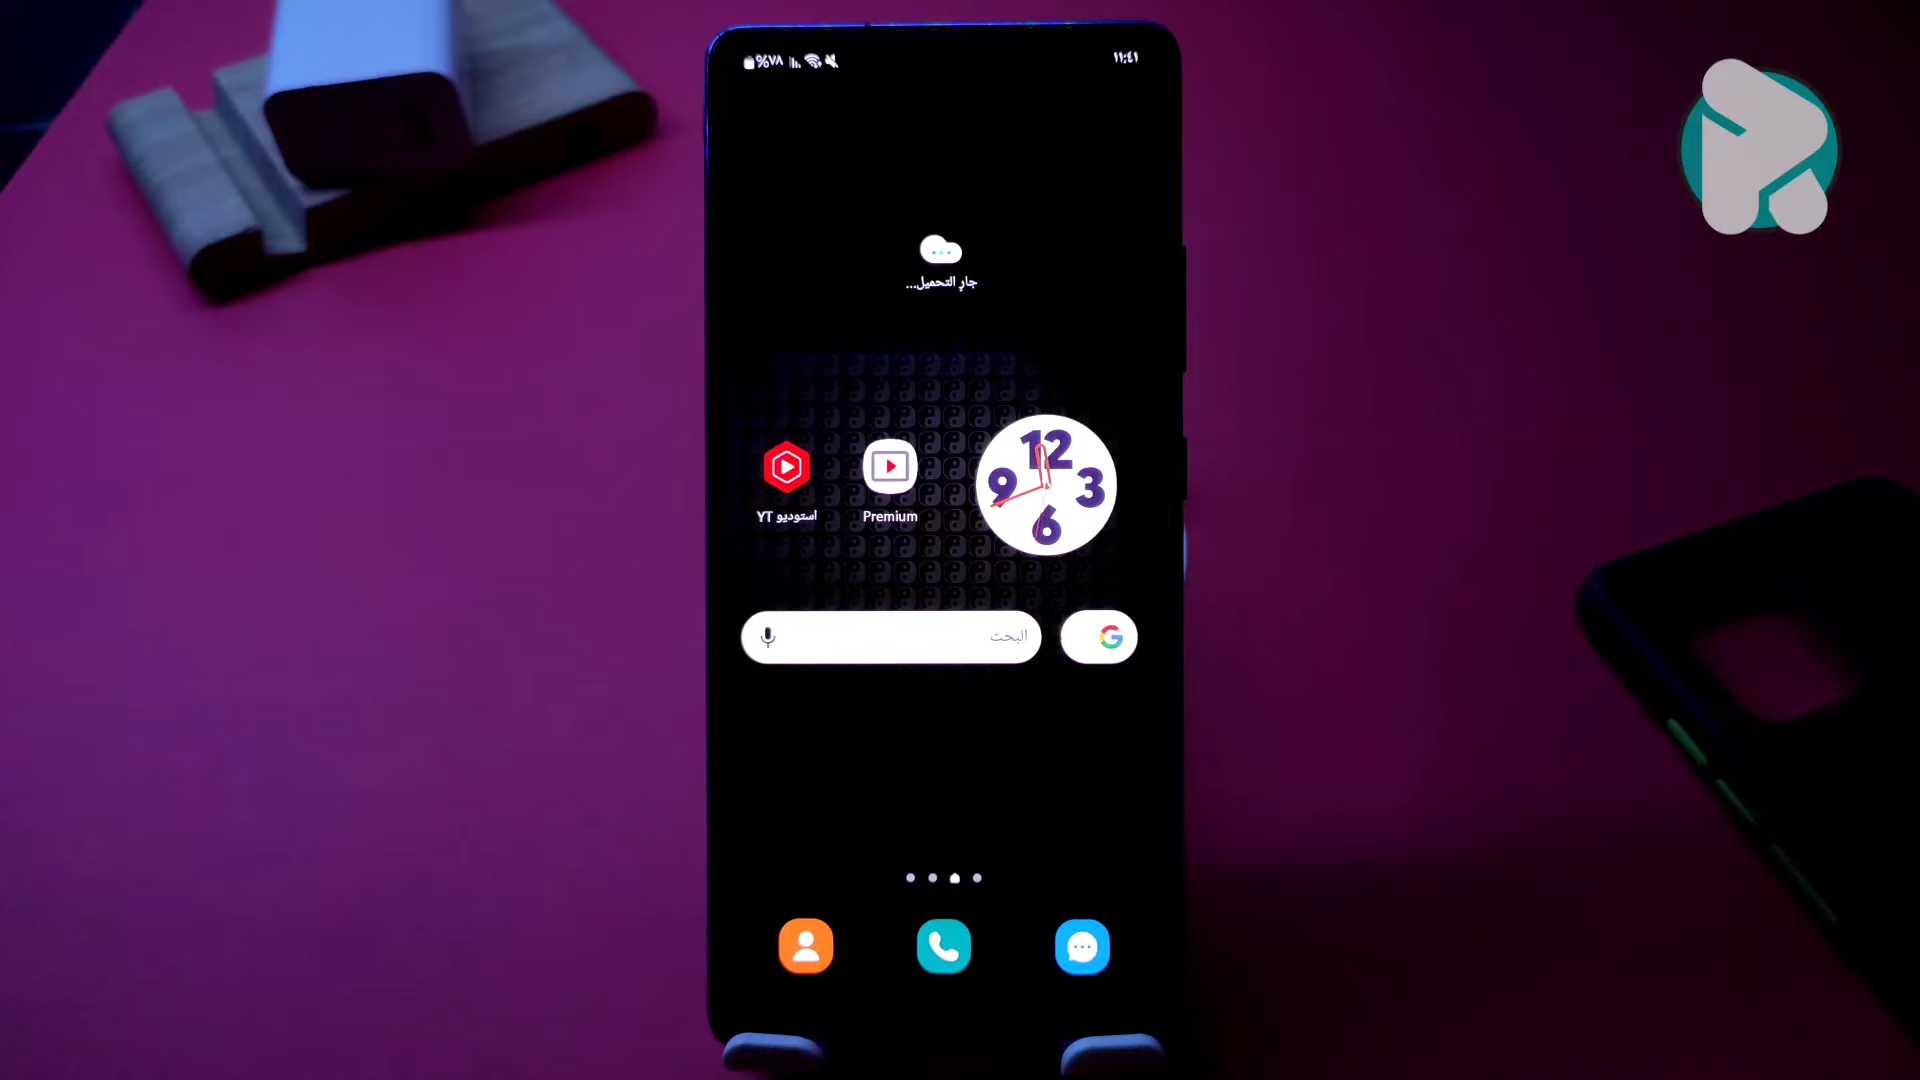 ٧٨% ١١:٤١
جارٍ التحميل...
12
9 3
6
استوديو YT
Premium
البحث
G